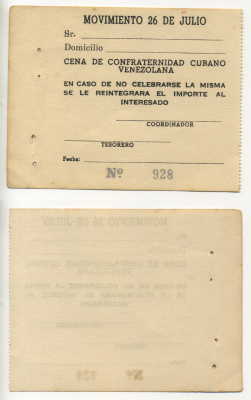 MOVIMIENTO 26 DE JULIO
Sr.
Domicilio
CENA DE CONFRATERNIDAD CUBANO
VENEZOLANA
EN CASO DE NO CELEBRARSE LA MISMA
SE LE REINTEGRARA EL IMPORTE AL
INTERESADO
COORDINADOR
TESORERO
Fecha:
Nº 928